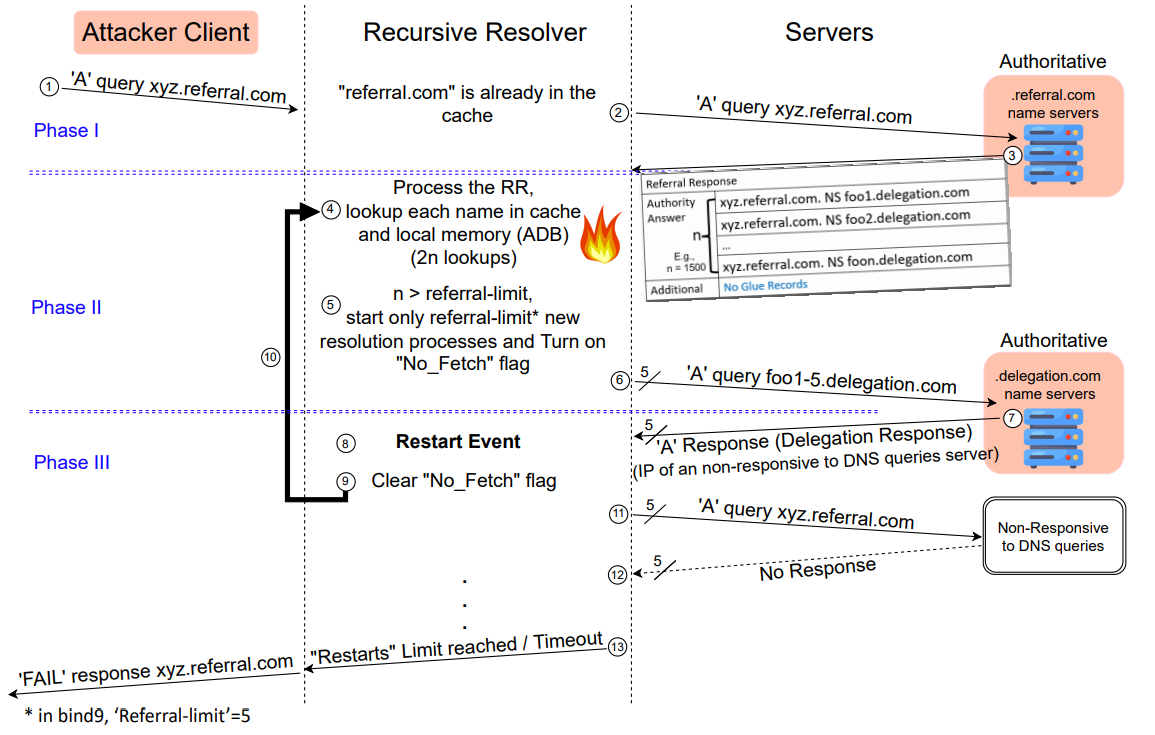 Attacker Client
Recursive Resolver
Servers
Authoritative
1
'A' query xyz.referral.com
"referral.com" is already in the
cache
2
'A' query xyz.referral.com
.referral.com
name servers
Phase I
3
Referral Response
Authority
Answer
n
E.g.,
n = 1500
xyz.referral.com. NS foo1.delegation.com
xyz.referral.com. NS foo2.delegation.com
...
xyz.referral.com. NS foon.delegation.com
Additional
No Glue Records
Process the RR,
4
lookup each name in cache
and local memory (ADB)
(2n lookups)
Phase II
5
n > referral-limit,
start only referral-limit* new
resolution processes and Turn on
"No_Fetch" flag
10
Authoritative
6
5
'A' query foo1-5.delegation.com
.delegation.com
name servers
7
5
'A' Response (Delegation Response)
(IP of an non-responsive to DNS queries server)
Phase III
8
Restart Event
9
Clear "No_Fetch" flag
11
5
'A' query xyz.referral.com
Non-Responsive
to DNS queries
12
5
No Response
.
.
.
13
"Restarts" Limit reached / Timeout
'FAIL' response xyz.referral.com
* in bind9, ‘Referral-limit’=5